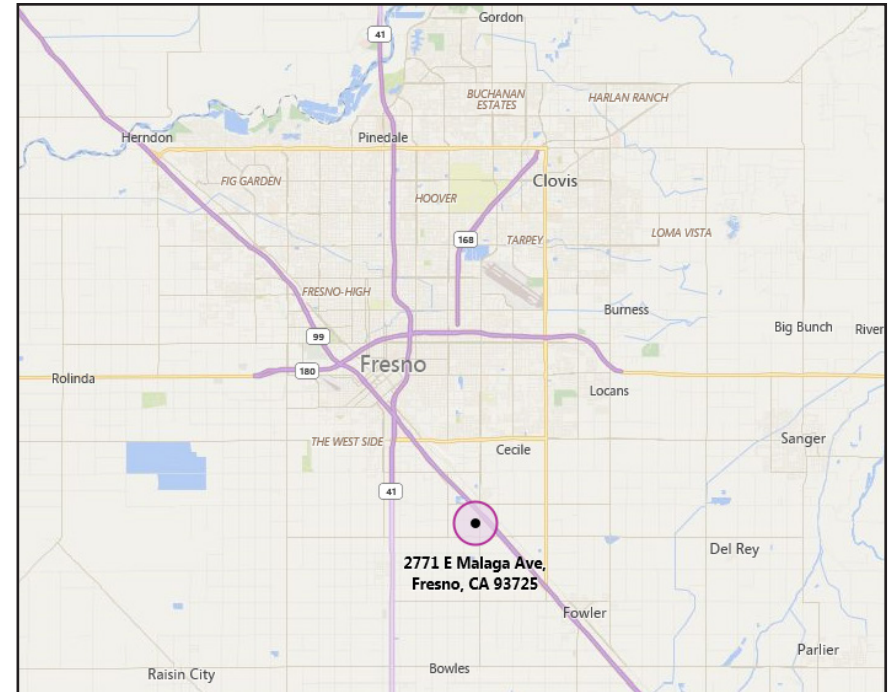 Gordon
41
BUCHANAN
ESTATES
HARLAN RANCH
Herndon
Pinedale
FIG GARDEN
Clovis
HOOVER
168
TARPEY
LOMA VISTA
FRESNO-HIGH
Burness
Big Bunch
River
99
Fresno
180
Rolinda
Locans
THE WEST SIDE
Cecile
Sanger
41
2771 E Malaga Ave,
Fresno, CA 93725
Del Rey
Fowler
Parlier
Bowles
Raisin City